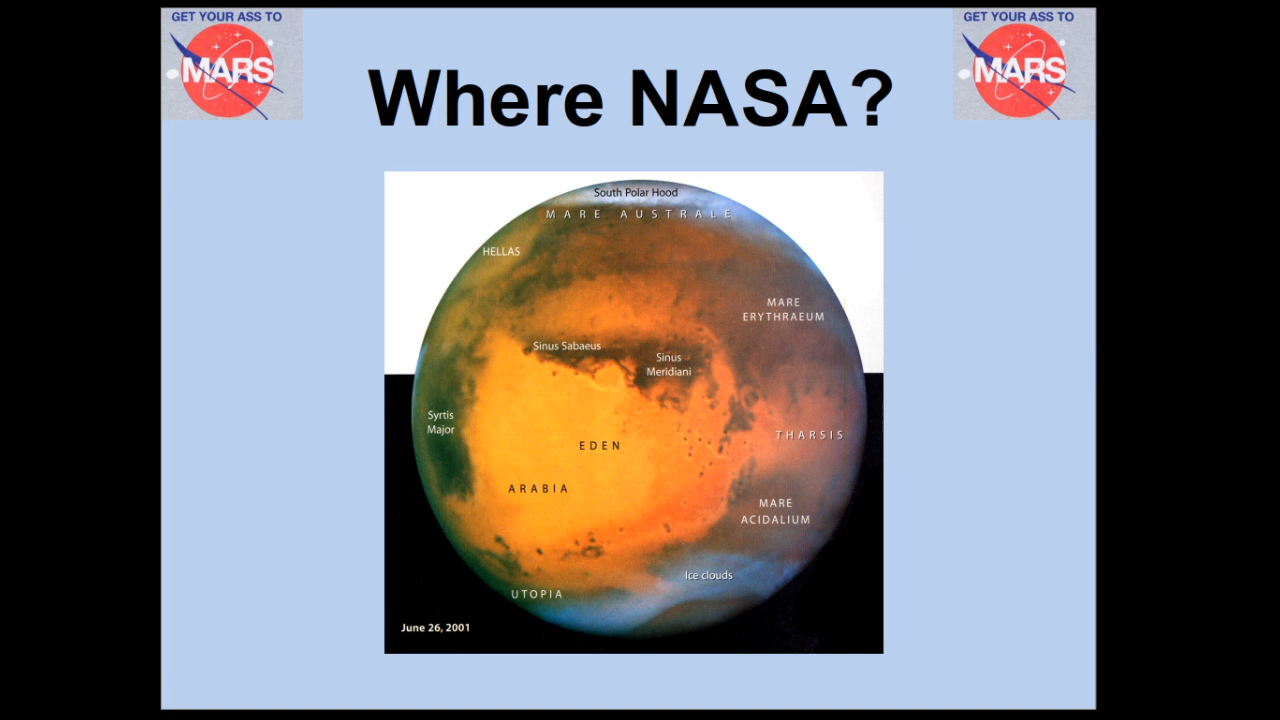 GET YOUR ASS TO
MARS
GET YOUR ASS TO
MARS
Where NASA?
South Polar Hood
MARE AUSTRALE
HELLAS
MARE
ERYTHRAEUM
Sinus Sabaeus
Sinus
Meridiani
Syrtis
Major
THARSIS
EDEN
ARABIA
MARE
ACIDALIUM
Ice clouds
UTOPIA
June 26, 2001